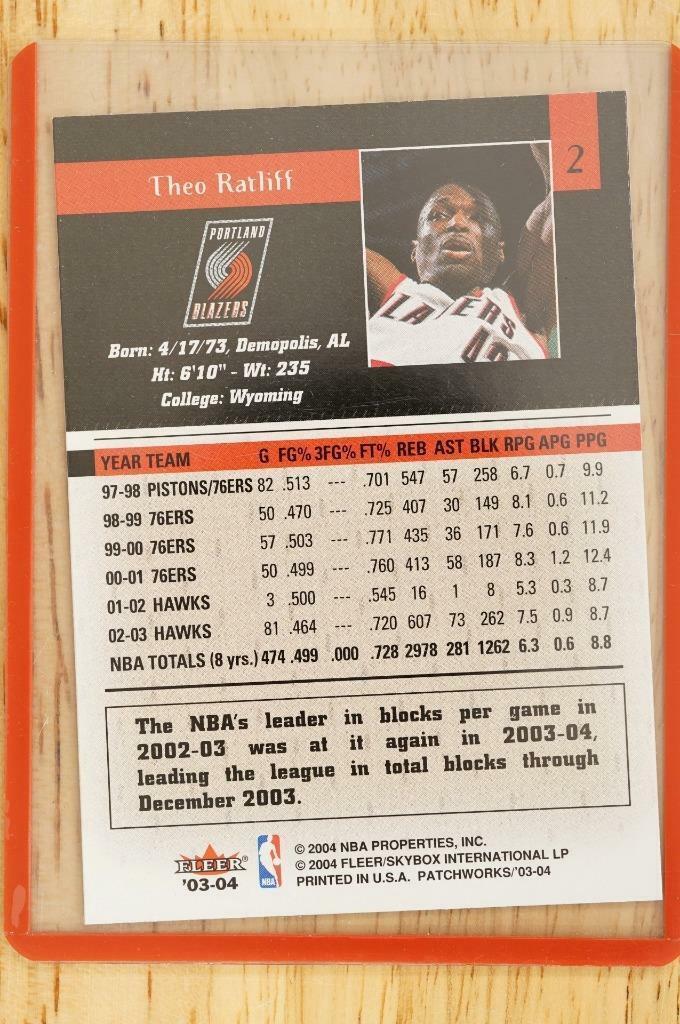 2
Theo Ratliff
PORTLAND
BLAZERS
LAZERS
Born: 4/17/73, Demopolis, AL
Ht: 6'10" - Wt: 235
College: Wyoming
YEAR TEAM G FG% 3FG% FT% REB AST BLK RPG APG PPG
97-98 PISTONS/76ERS 82 .513 --- .701 547 57 258 6.7 0.7 9.9
98-99 76ERS 50 .470 --- .725 407 30 149 8.1 0.6 11.2
99-00 76ERS 57 .503 --- .771 435 36 171 7.6 0.6 11.9
00-01 76ERS 50 .499 --- .760 413 58 187 8.3 1.2 12.4
01-02 HAWKS 3 .500 --- .545 16 1 8 5.3 0.3 8.7
02-03 HAWKS 81 .464 --- .720 607 73 262 7.5 0.9 8.7
NBA TOTALS (8 yrs.) 474 .499 .000 .728 2978 281 1262 6.3 0.6 8.8
The NBA's leader in blocks per game in
2002-03 was at it again in 2003-04,
leading the league in total blocks through
December 2003.
FLEER®
'03-04
NBA
© 2004 NBA PROPERTIES, INC.
© 2004 FLEER/SKYBOX INTERNATIONAL LP
PRINTED IN U.S.A. PATCHWORKS/'03-04